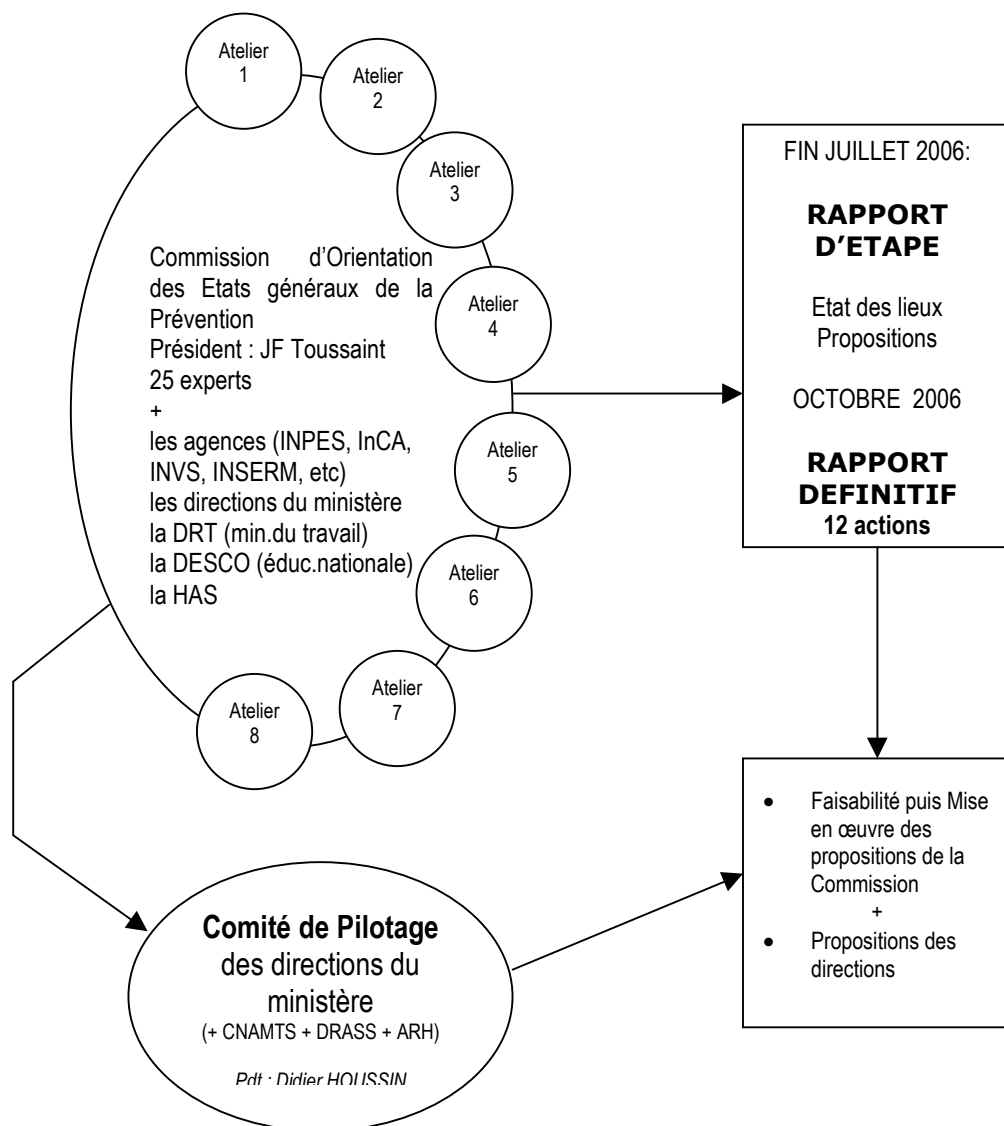 Atelier
1
Atelier
2
Atelier
3
Atelier
4
Atelier
5
Atelier
6
Atelier
7
Atelier
8
Commission d’Orientation
des Etats généraux de la
Prévention
Président : JF Toussaint
25 experts
+
les agences (INPES, InCA,
INVS, INSERM, etc)
les directions du ministère
la DRT (min.du travail)
la DESCO (éduc.nationale)
la HAS
FIN JUILLET 2006:
RAPPORT
D’ETAPE
Etat des lieux
Propositions
OCTOBRE 2006
RAPPORT
DEFINITIF
12 actions
• Faisabilité puis Mise
en œuvre des
propositions de la
Commission
+
• Propositions des
directions
Comité de Pilotage
des directions du
ministère
(+ CNAMTS + DRASS + ARH)
Pdt : Didier HOUSSIN